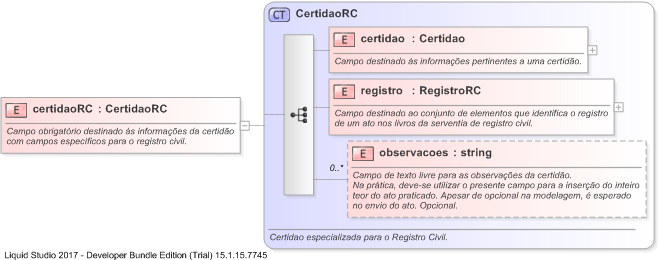 CT CertidaoRC
E certidao : Certidao
Campo destinado às informações pertinentes a uma certidão.
E registro : RegistroRC
Campo destinado ao conjunto de elementos que identifica o registro
de um ato nos livros da serventia de registro civil.
E certidaoRC : CertidaoRC
Campo obrigatório destinado às informações da certidão
com campos específicos para o registro civil.
E observacoes : string
0..*
Campo de texto livre para as observações da certidão.
Na prática, deve-se utilizar o presente campo para a inserção do inteiro
teor do ato praticado. Apesar de opcional na modelagem, é esperado
no envio do ato. Opcional.
Certidao especializada para o Registro Civil.
Liquid Studio 2017 - Developer Bundle Edition (Trial) 15.1.15.7745